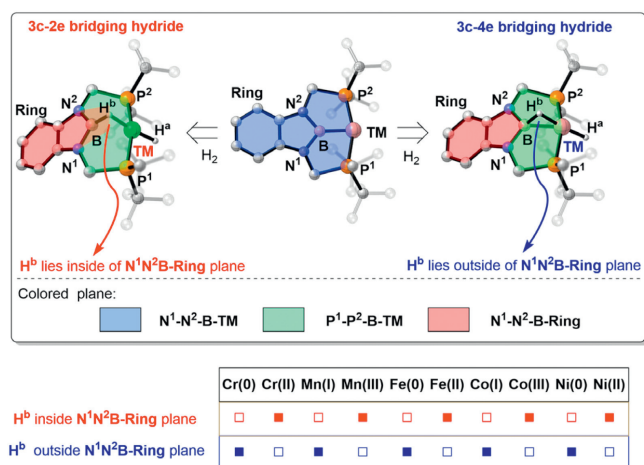 3c-2e bridging hydride
3c-4e bridging hydride
N² Hᵇ P² Ring Hᵃ B TM N¹ P¹
Ring N² P² TM B N¹ P¹
N² Hᵇ P² Ring Hᵃ B TM N¹ P¹
H₂
H₂
Hᵇ lies inside of N¹N²B-Ring plane
Hᵇ lies outside of N¹N²B-Ring plane
Colored plane:
N¹-N²-B-TM
P¹-P²-B-TM
N¹-N²-B-Ring
Cr(0) Cr(II) Mn(I) Mn(III) Fe(0) Fe(II) Co(I) Co(III) Ni(0) Ni(II)
Hᵇ inside N¹N²B-Ring plane
Hᵇ outside N¹N²B-Ring plane